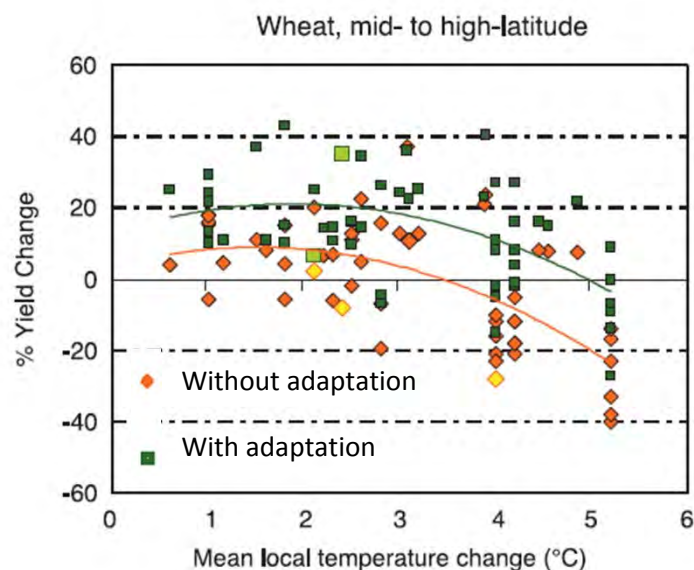 Wheat, mid- to high-latitude
60
40
20
0
-20
-40
-60
% Yield Change
Without adaptation
With adaptation
0 1 2 3 4 5 6
Mean local temperature change (°C)